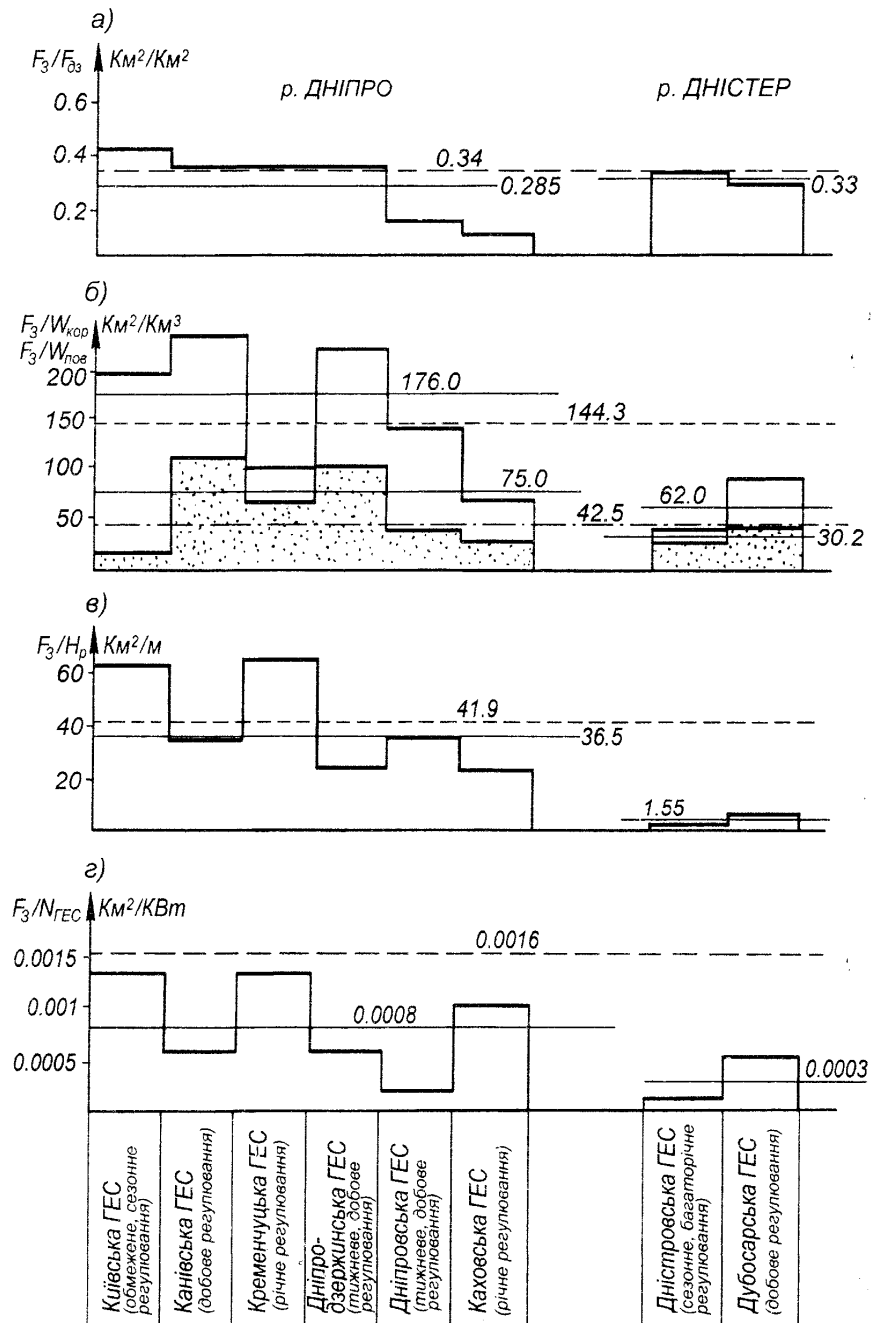 а)
F₃/Fдз Км²/Км²
р. ДНІПРО
р. ДНІСТЕР
0.6
0.4
0.2
0.34
0.285
0.33
б)
F₃/Wкор Км²/Км³
F₃/Wпов
200
150
100
50
176.0
144.3
75.0
62.0
42.5
30.2
в)
F₃/Hр Км²/м
60
40
20
41.9
36.5
1.55
г)
F₃/NГЕС Км²/КВт
0.0015
0.001
0.0005
0.0016
0.0008
0.0003
Київська ГЕС
(обмежене, сезонне
регулювання)
Канівська ГЕС
(добове регулювання)
Кременчуцька ГЕС
(річне регулювання)
Дніпро-
дзержинська ГЕС
(тижневе, добове
регулювання)
Дніпровська ГЕС
(тижневе, добове
регулювання)
Каховська ГЕС
(річне регулювання)
Дністровська ГЕС
(сезонне, багаторічне
регулювання)
Дубосарська ГЕС
(добове регулювання)